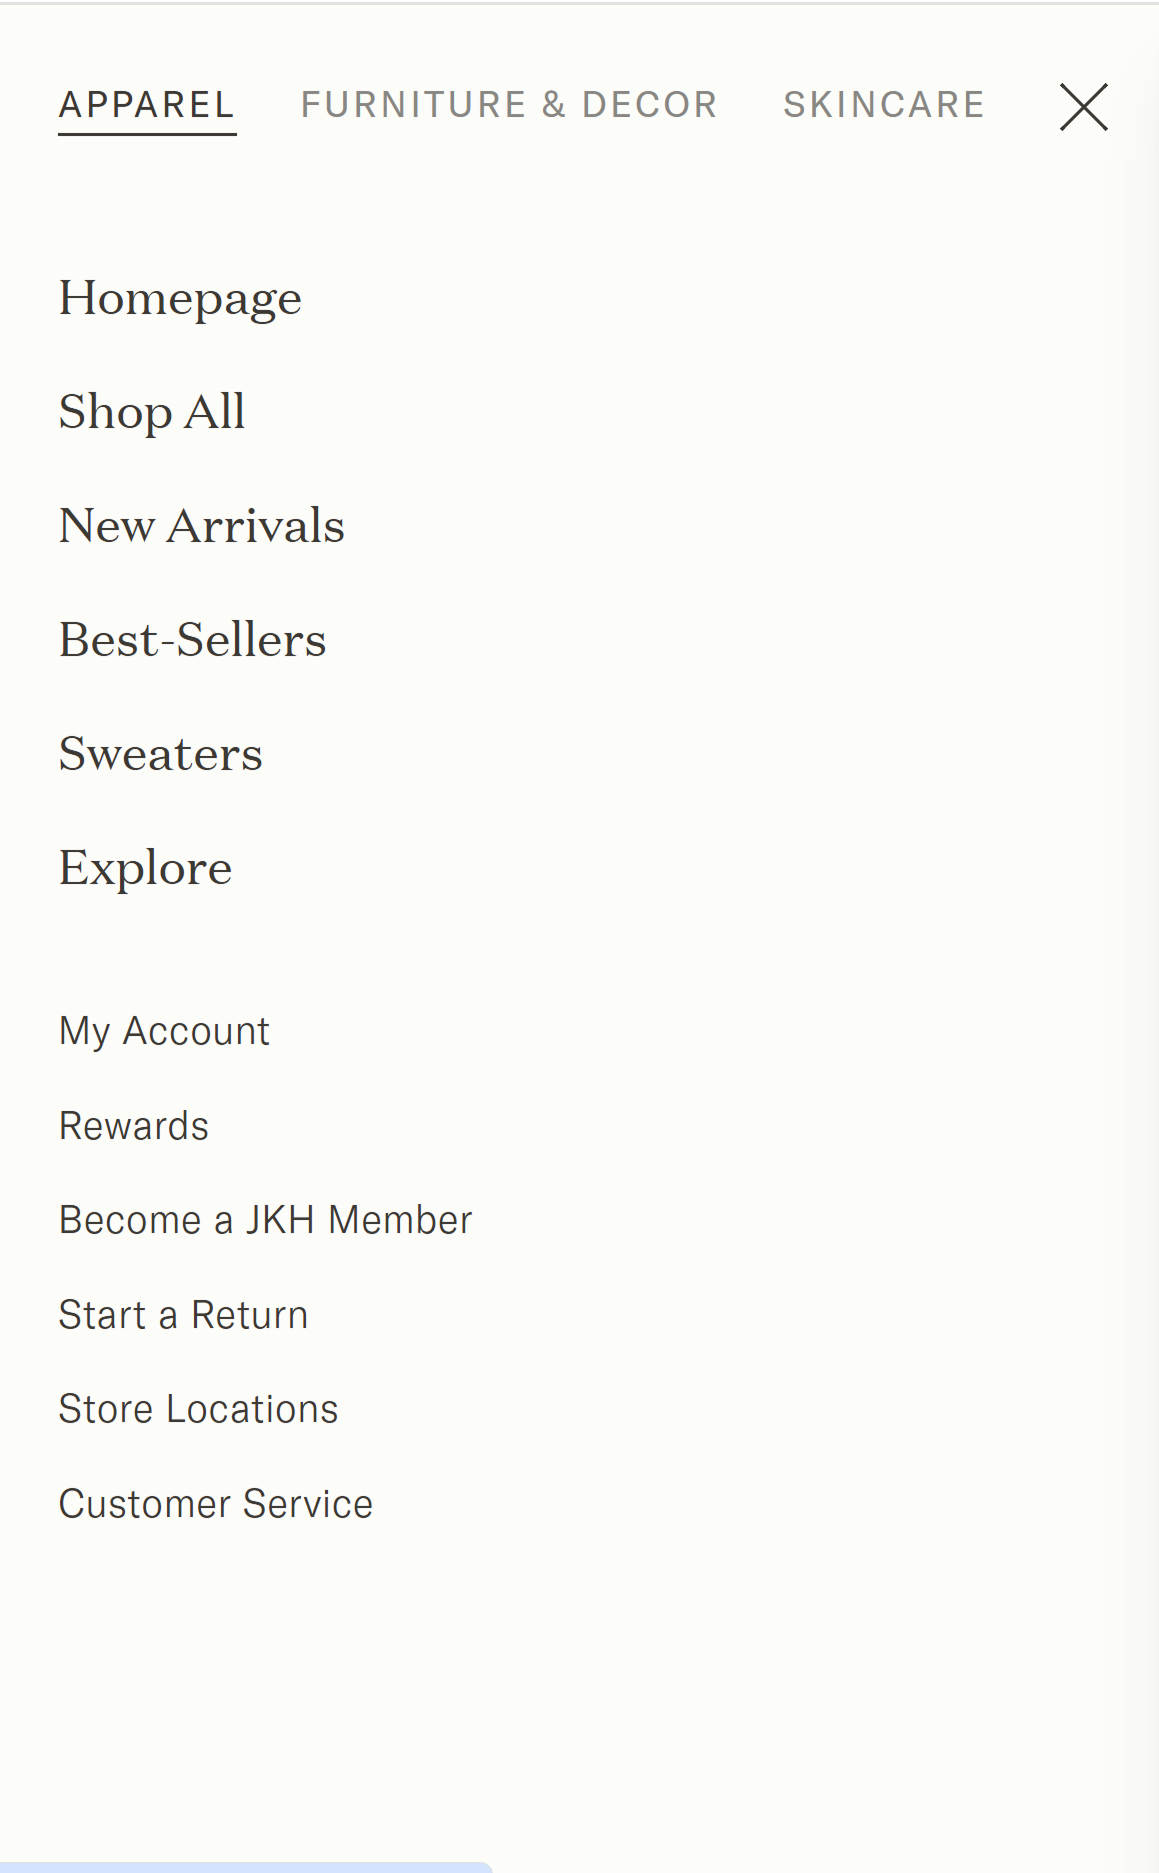 APPAREL FURNITURE & DECOR SKINCARE
Homepage
Shop All
New Arrivals
Best-Sellers
Sweaters
Explore
My Account
Rewards
Become a JKH Member
Start a Return
Store Locations
Customer Service